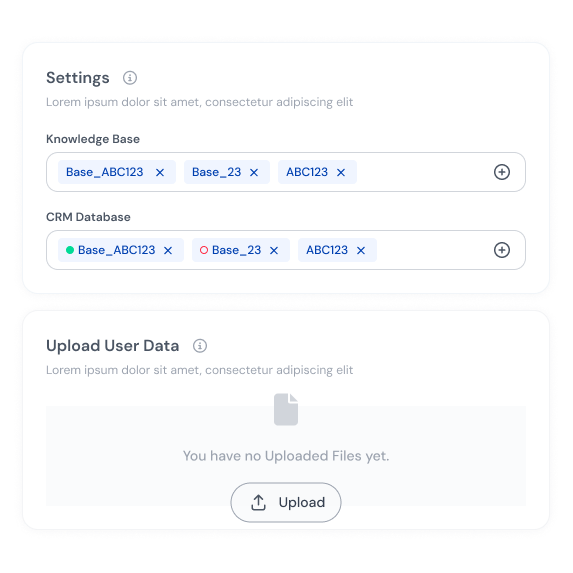 Settings
Lorem ipsum dolor sit amet, consectetur adipiscing elit
Knowledge Base
Base_ABC123 Base_23 ABC123
CRM Database
Base_ABC123 Base_23 ABC123
Upload User Data
Lorem ipsum dolor sit amet, consectetur adipiscing elit
You have no Uploaded Files yet.
Upload